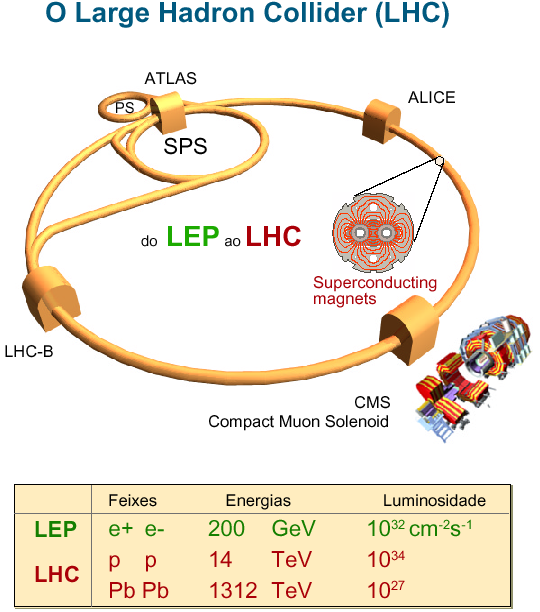 O Large Hadron Collider (LHC)
ATLAS
PS
ALICE
SPS
do LEP ao LHC
Superconducting
magnets
LHC-B
CMS
Compact Muon Solenoid
Feixes Energias Luminosidade
LEP e+ e- 200 GeV 10³² cm⁻²s⁻¹
LHC p p 14 TeV 10³⁴
Pb Pb 1312 TeV 10²⁷